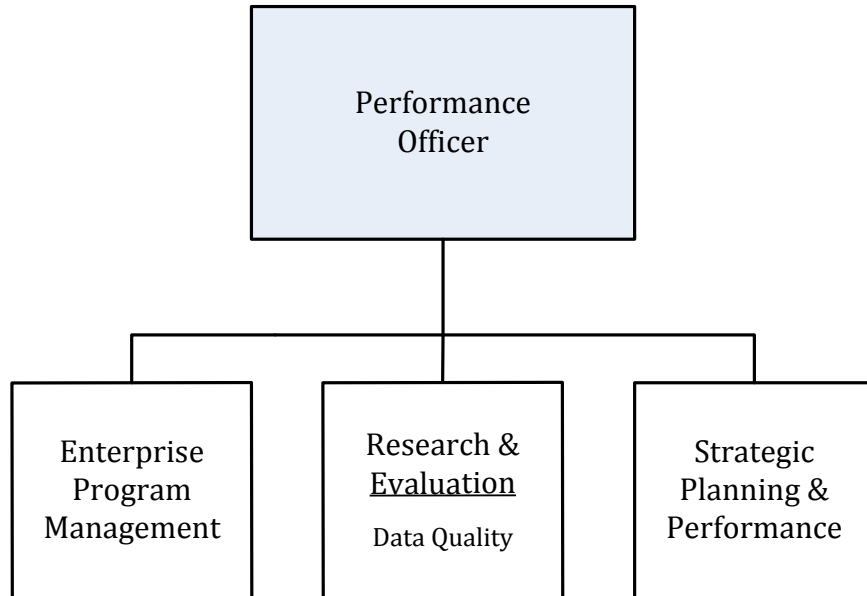 Performance
Officer
Enterprise
Program
Management
Research &
Evaluation
Data Quality
Strategic
Planning &
Performance